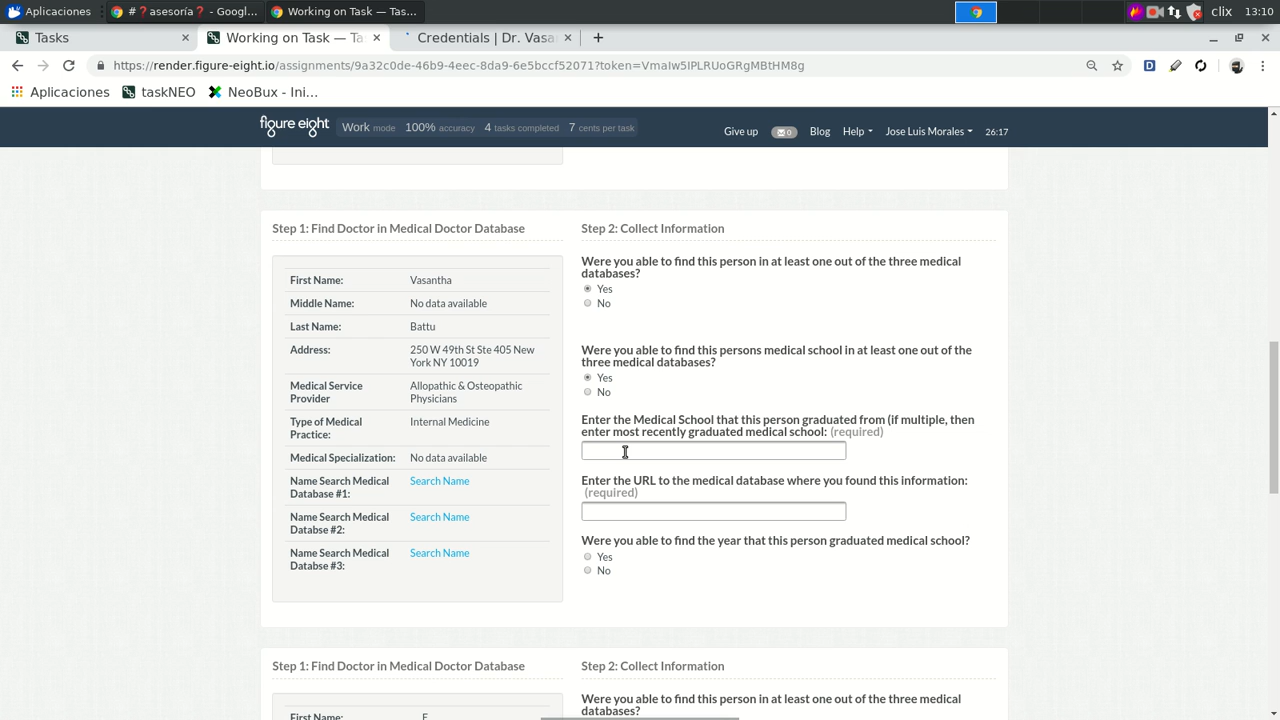 Aplicaciones
#❓asesoría❓ - Googl...
Working on Task — Tas...
clix
13:10
Tasks
Working on Task — Ta
Credentials | Dr. Vasa
https://render.figure-eight.io/assignments/9a32c0de-46b9-4eec-8da9-6e5bccf52071?token=VmaIw5IPLRUoGRgMBtHM8g
Aplicaciones
taskNEO
NeoBux - Ini...
figure eight
Work mode 100% accuracy 4 tasks completed 7 cents per task
Give up
0
Blog
Help
Jose Luis Morales
26:17
Step 1: Find Doctor in Medical Doctor Database
First Name: Vasantha
Middle Name: No data available
Last Name: Battu
Address: 250 W 49th St Ste 405 New
York NY 10019
Medical Service Allopathic & Osteopathic
Provider Physicians
Type of Medical Internal Medicine
Practice:
Medical Specialization: No data available
Name Search Medical Search Name
Database #1:
Name Search Medical Search Name
Databse #2:
Name Search Medical Search Name
Databse #3:
Step 2: Collect Information
Were you able to find this person in at least one out of the three medical
databases?
Yes
No
Were you able to find this persons medical school in at least one out of the
three medical databases?
Yes
No
Enter the Medical School that this person graduated from (if multiple, then
enter most recently graduated medical school: (required)
Enter the URL to the medical database where you found this information:
(required)
Were you able to find the year that this person graduated medical school?
Yes
No
Step 1: Find Doctor in Medical Doctor Database
First Name:
Step 2: Collect Information
Were you able to find this person in at least one out of the three medical
databases?